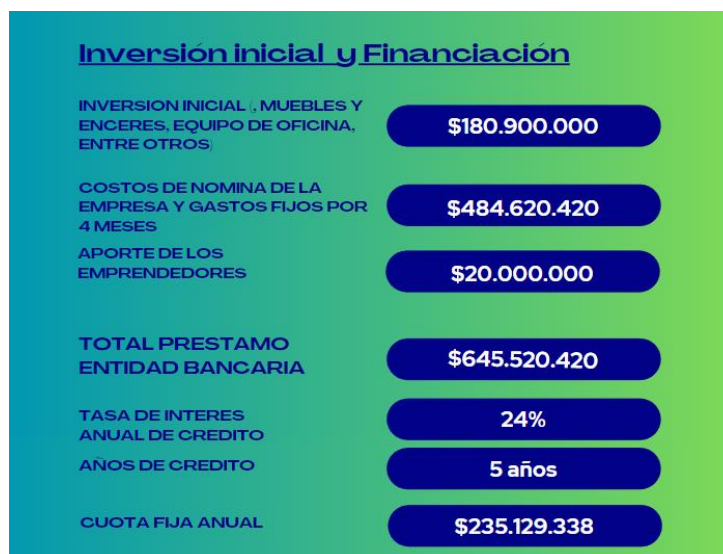 Inversión inicial y Financiación
INVERSION INICIAL (, MUEBLES Y
ENCERES, EQUIPO DE OFICINA,
ENTRE OTROS)
$180.900.000
COSTOS DE NOMINA DE LA
EMPRESA Y GASTOS FIJOS POR
4 MESES
$484.620.420
APORTE DE LOS
EMPRENDEDORES
$20.000.000
TOTAL PRESTAMO
ENTIDAD BANCARIA
$645.520.420
TASA DE INTERES
ANUAL DE CREDITO
24%
AÑOS DE CREDITO
5 años
CUOTA FIJA ANUAL
$235.129.338